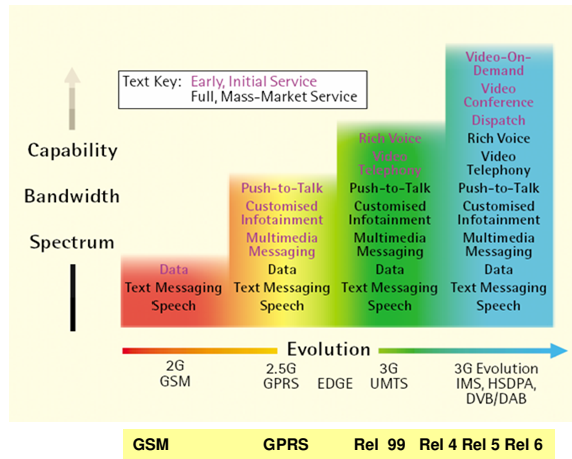 Text Key: Early, Initial Service
Full, Mass-Market Service
Capability
Bandwidth
Spectrum
Data
Text Messaging
Speech
Push-to-Talk
Customised
Infotainment
Multimedia
Messaging
Data
Text Messaging
Speech
Rich Voice
Video
Telephony
Push-to-Talk
Customised
Infotainment
Multimedia
Messaging
Data
Text Messaging
Speech
Video-On-
Demand
Video
Conference
Dispatch
Rich Voice
Video
Telephony
Push-to-Talk
Customised
Infotainment
Multimedia
Messaging
Data
Text Messaging
Speech
Evolution
2G
GSM
2.5G
GPRS
EDGE
3G
UMTS
3G Evolution
IMS, HSDPA,
DVB/DAB
GSM GPRS Rel 99 Rel 4 Rel 5 Rel 6